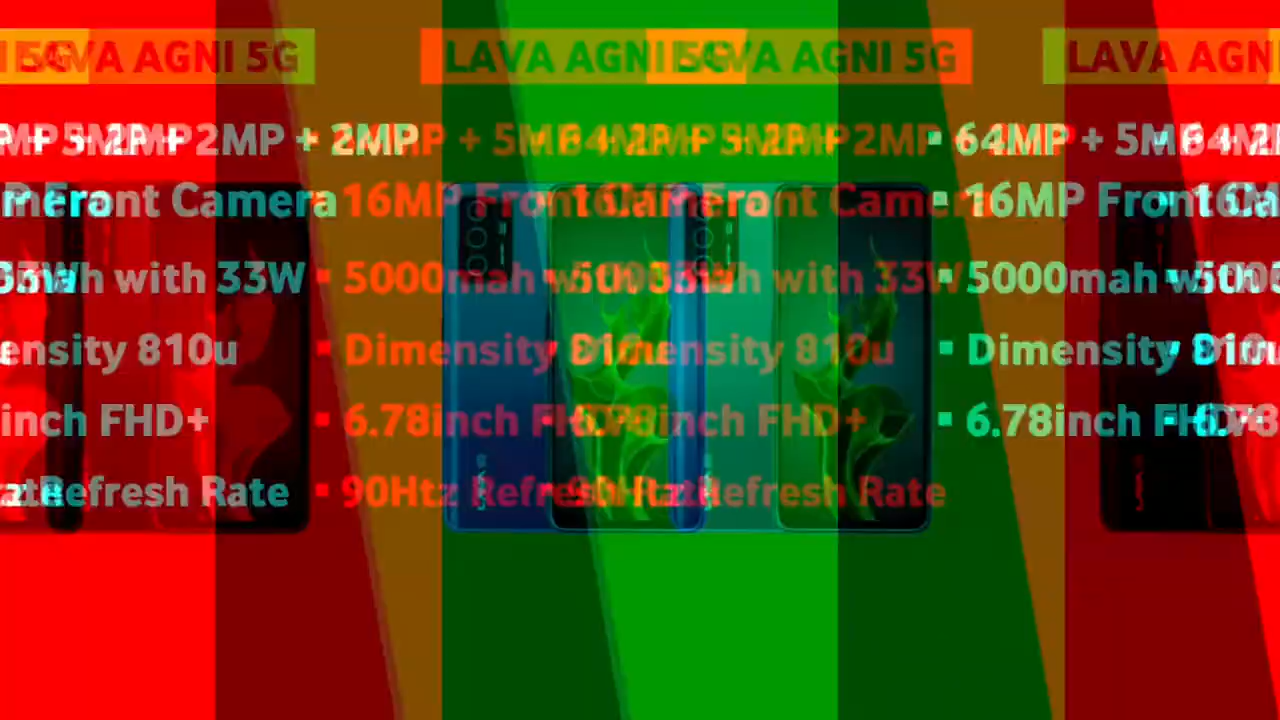 LAVA AGNI 5G
64MP + 5MP + 2MP + 2MP
16MP Front Camera
5000mah with 33W
Dimensity 810u
6.78inch FHD+
90Htz Refresh Rate